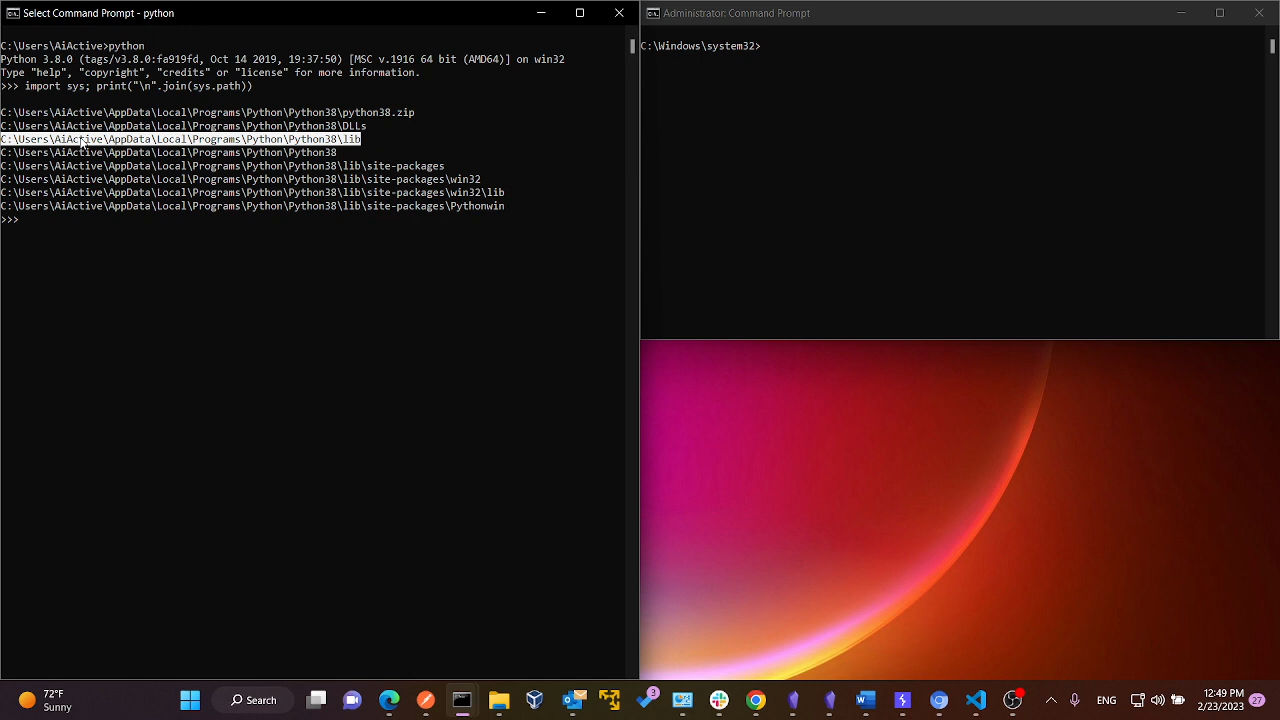 Select Command Prompt - python
C:\Users\AiActive>python
Python 3.8.0 (tags/v3.8.0:fa919fd, Oct 14 2019, 19:37:50) [MSC v.1916 64 bit (AMD64)] on win32
Type "help", "copyright", "credits" or "license" for more information.
>>> import sys; print("\n".join(sys.path))
C:\Users\AiActive\AppData\Local\Programs\Python\Python38\python38.zip
C:\Users\AiActive\AppData\Local\Programs\Python\Python38\DLLs
C:\Users\AiActive\AppData\Local\Programs\Python\Python38\lib
C:\Users\AiActive\AppData\Local\Programs\Python\Python38
C:\Users\AiActive\AppData\Local\Programs\Python\Python38\lib\site-packages
C:\Users\AiActive\AppData\Local\Programs\Python\Python38\lib\site-packages\win32
C:\Users\AiActive\AppData\Local\Programs\Python\Python38\lib\site-packages\win32\lib
C:\Users\AiActive\AppData\Local\Programs\Python\Python38\lib\site-packages\Pythonwin
>>>
Administrator: Command Prompt
C:\Windows\system32>
72°F
Sunny
Search
3
ENG
12:49 PM
2/23/2023
27